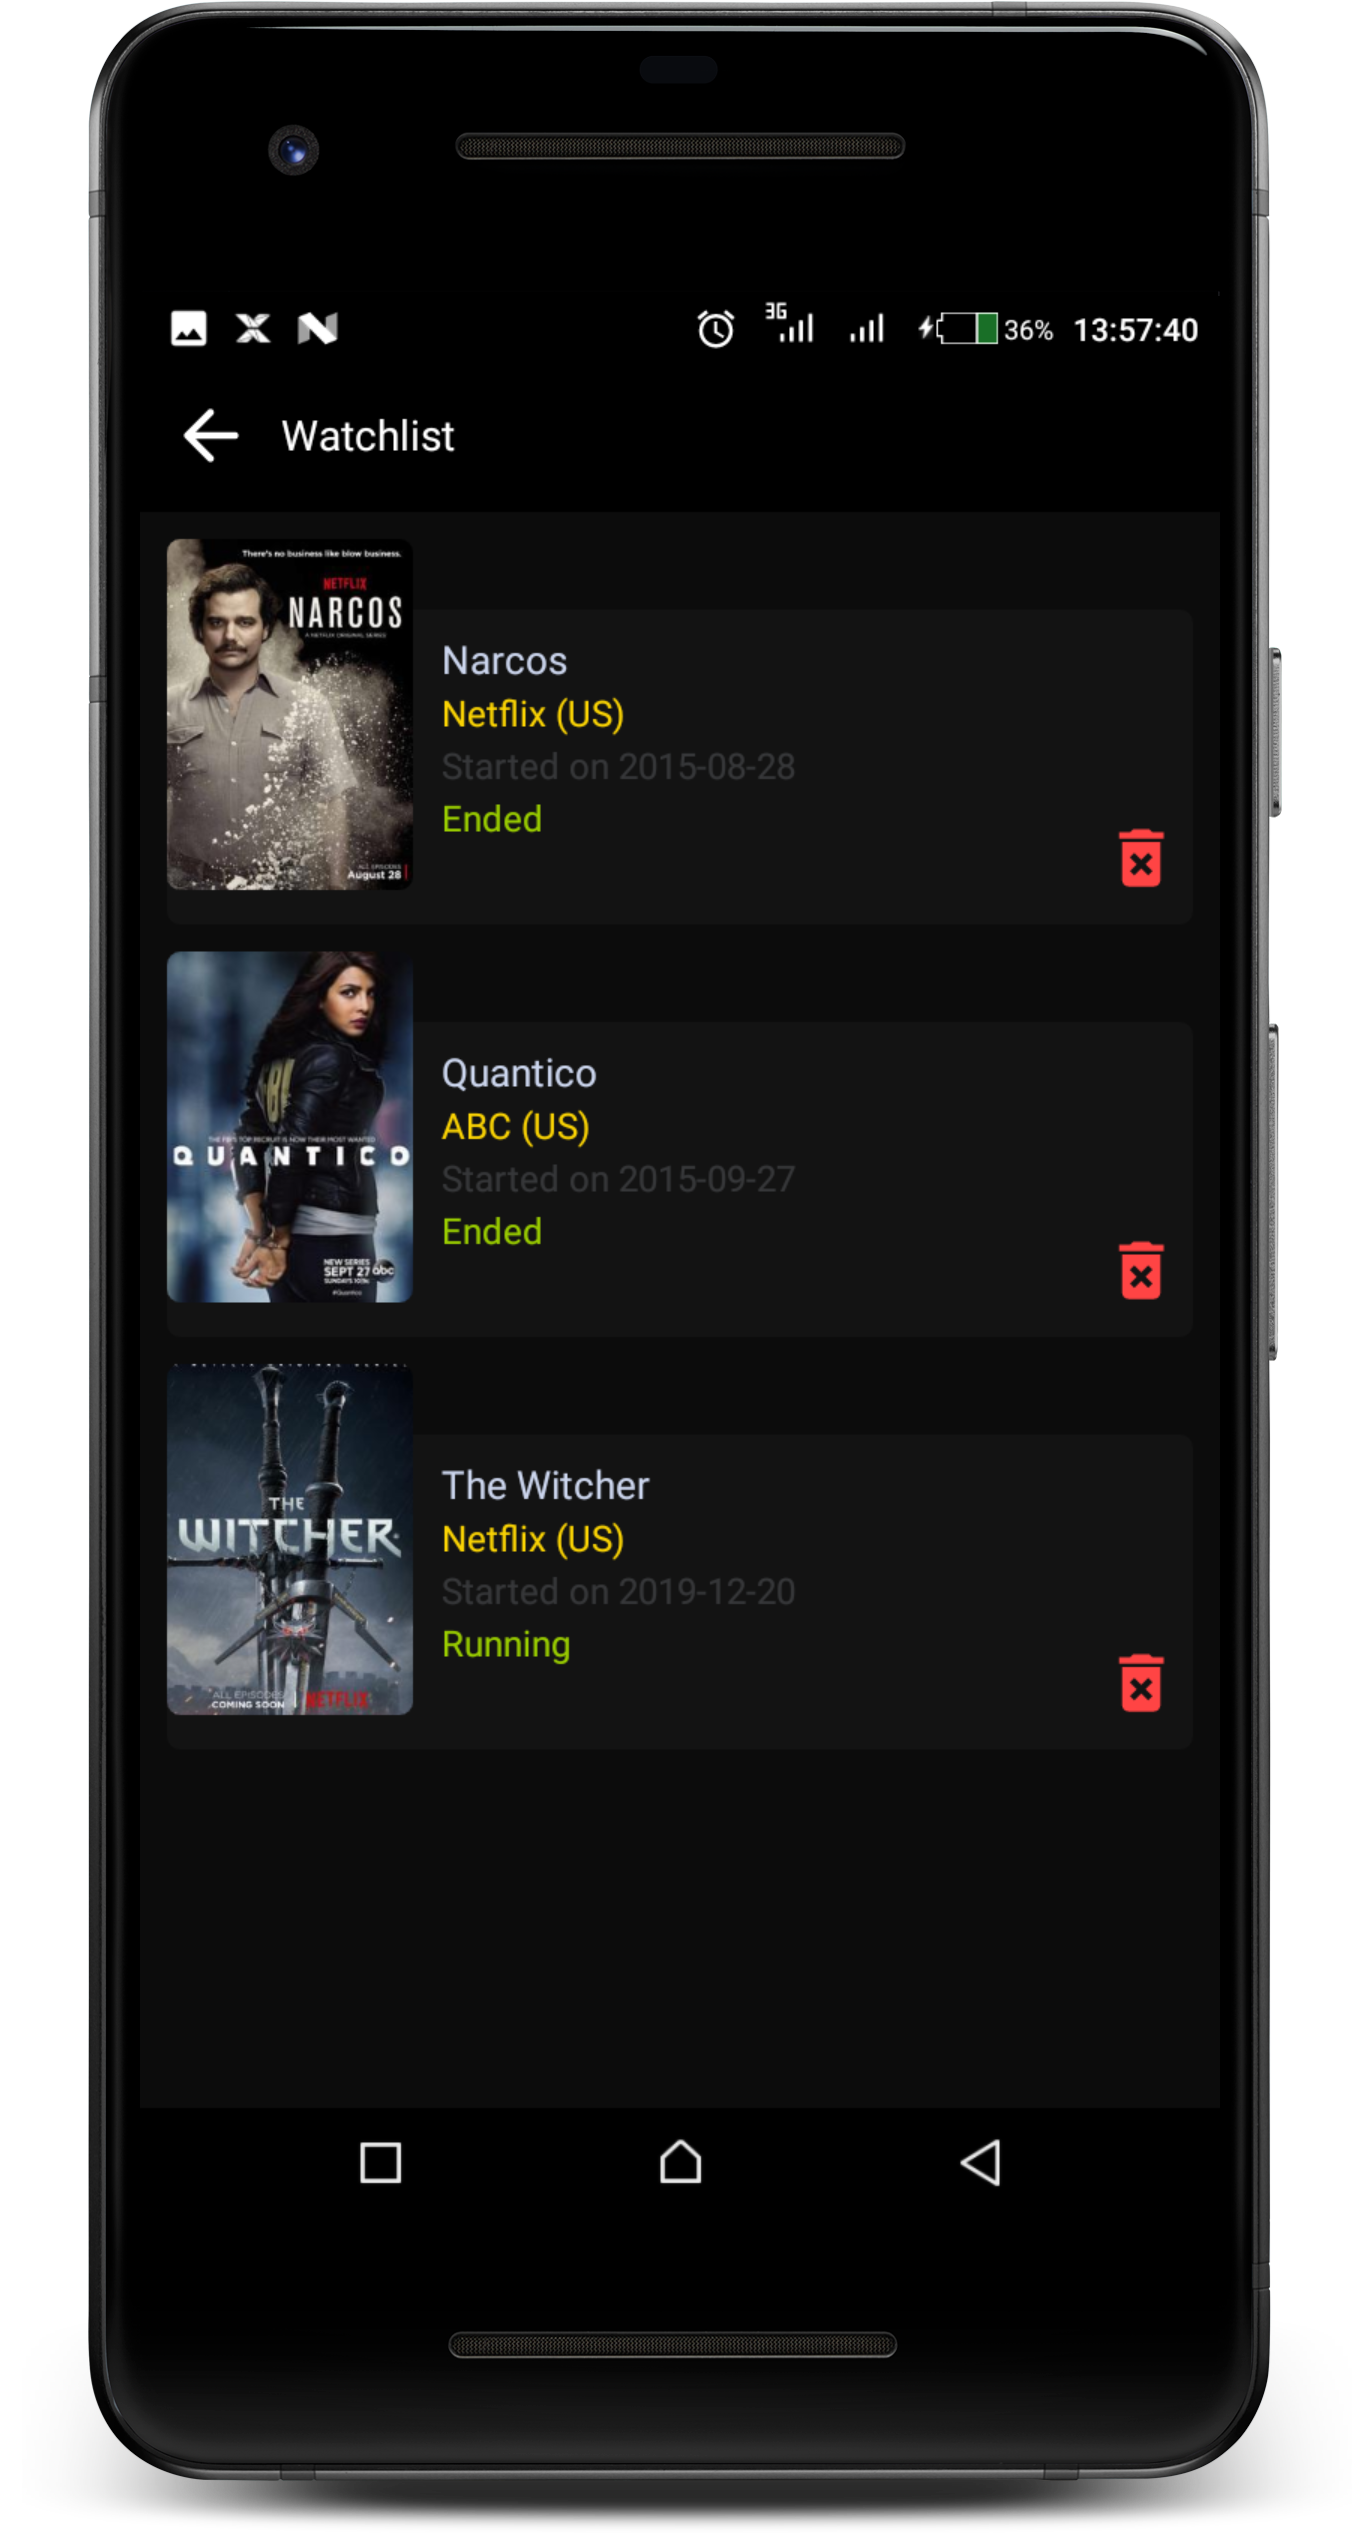 3G
36% 13:57:40
Watchlist
There's no business like blow business.
NETFLIX
NARCOS
A NETFLIX ORIGINAL SERIES
ALL EPISODES
August 28
Narcos
Netflix (US)
Started on 2015-08-28
Ended
FBI
THE FBI'S TOP RECRUIT IS NOW THEIR MOST WANTED
QUANTICO
NEW SERIES
SEPT 27 abc
SUNDAYS 10|9c
#Quantico
Quantico
ABC (US)
Started on 2015-09-27
Ended
THE
WITCHER
ALL EPISODES
COMING SOON
NETFLIX
The Witcher
Netflix (US)
Started on 2019-12-20
Running